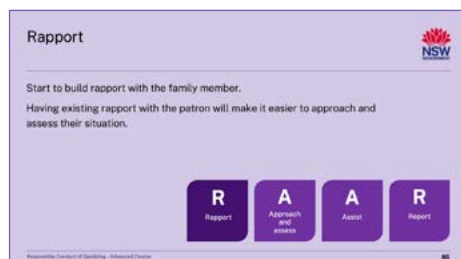 Rapport
NSW
GOVERNMENT
Start to build rapport with the family member.
Having existing rapport with the patron will make it easier to approach and
assess their situation.
R
Rapport
A
Approach
and
assess
A
Assist
R
Report
Responsible Conduct of Gambling - Advanced Course